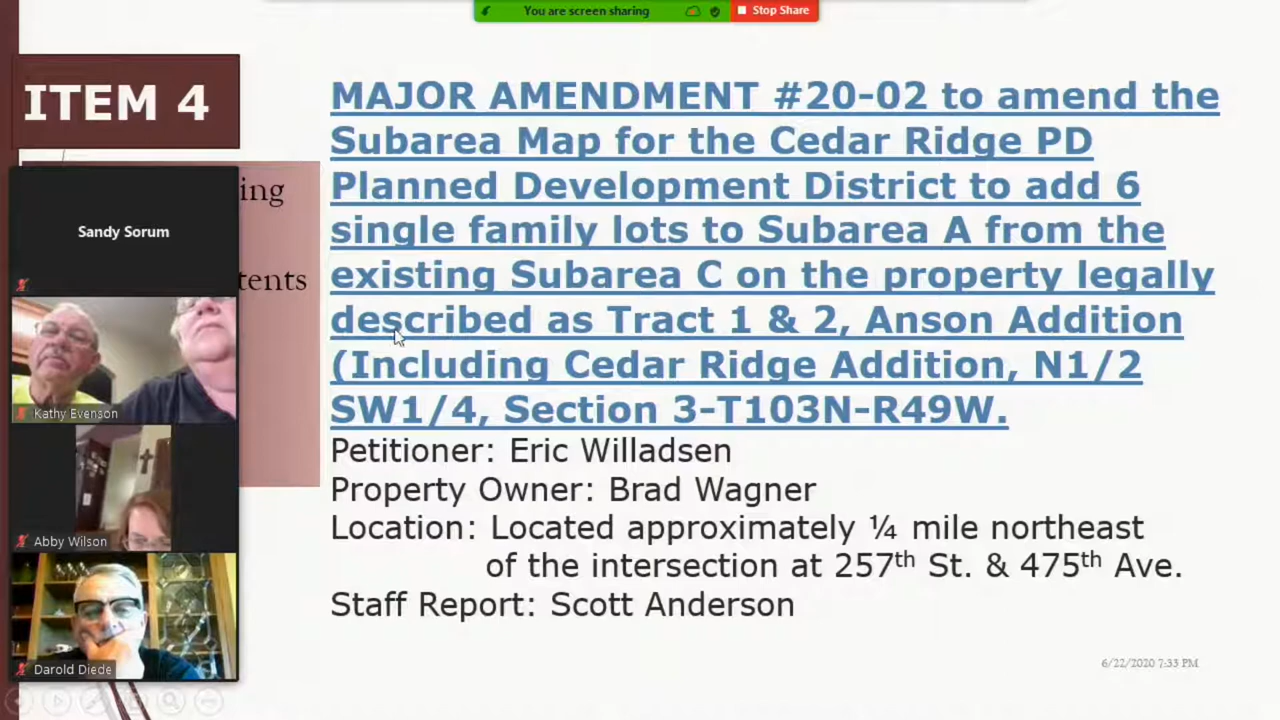 You are screen sharing
Stop Share
ITEM 4
MAJOR AMENDMENT #20-02 to amend the
Subarea Map for the Cedar Ridge PD
Planned Development District to add 6
single family lots to Subarea A from the
existing Subarea C on the property legally
described as Tract 1 & 2, Anson Addition
(Including Cedar Ridge Addition, N1/2
SW1/4, Section 3-T103N-R49W.
Petitioner: Eric Willadsen
Property Owner: Brad Wagner
Location: Located approximately ¼ mile northeast
of the intersection at 257th St. & 475th Ave.
Staff Report: Scott Anderson
ing
tents
Sandy Sorum
Kathy Evenson
Abby Wilson
Darold Diede
6/22/2020 7:33 PM